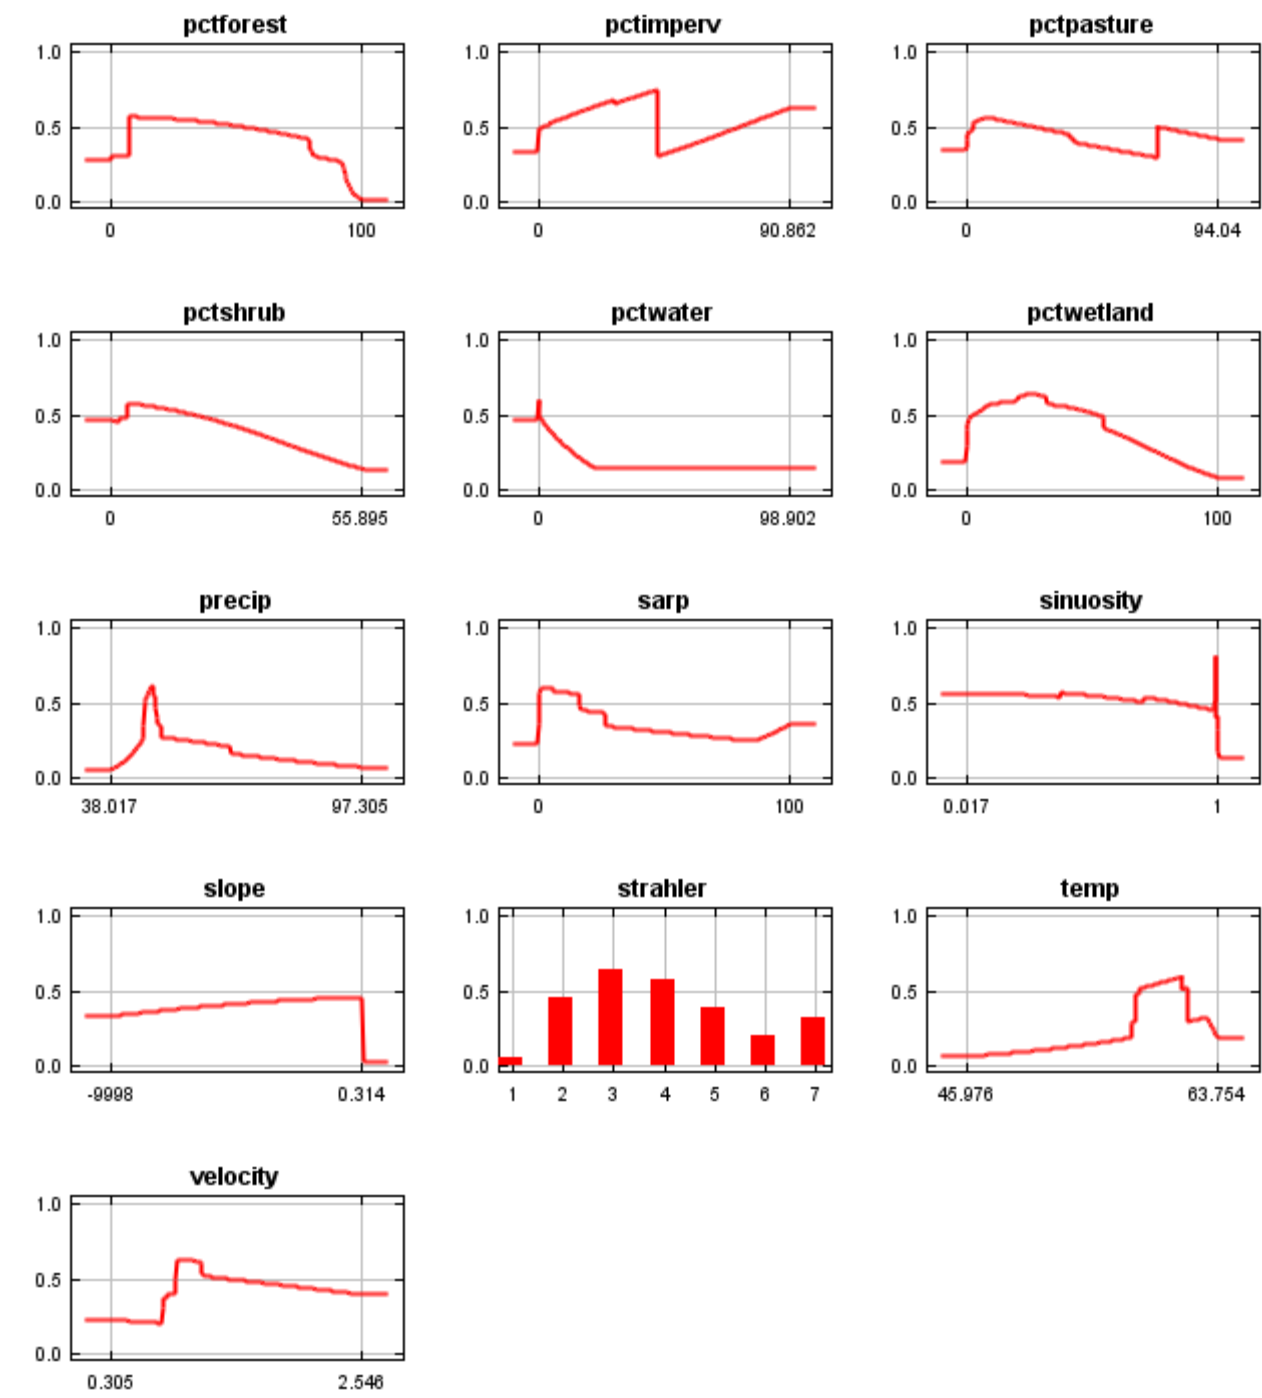 pctforest pctimperv pctpasture
1.0 1.0 1.0
0.5 0.5 0.5
0.0 0.0 0.0
0 100 0 90.862 0 94.04
pctshrub pctwater pctwetland
1.0 1.0 1.0
0.5 0.5 0.5
0.0 0.0 0.0
0 55.895 0 98.902 0 100
precip sarp sinuosity
1.0 1.0 1.0
0.5 0.5 0.5
0.0 0.0 0.0
38.017 97.305 0 100 0.017 1
slope strahler temp
1.0 1.0 1.0
0.5 0.5 0.5
0.0 0.0 0.0
-9998 0.314 1 2 3 4 5 6 7 45.976 63.754
velocity
1.0
0.5
0.0
0.305 2.546